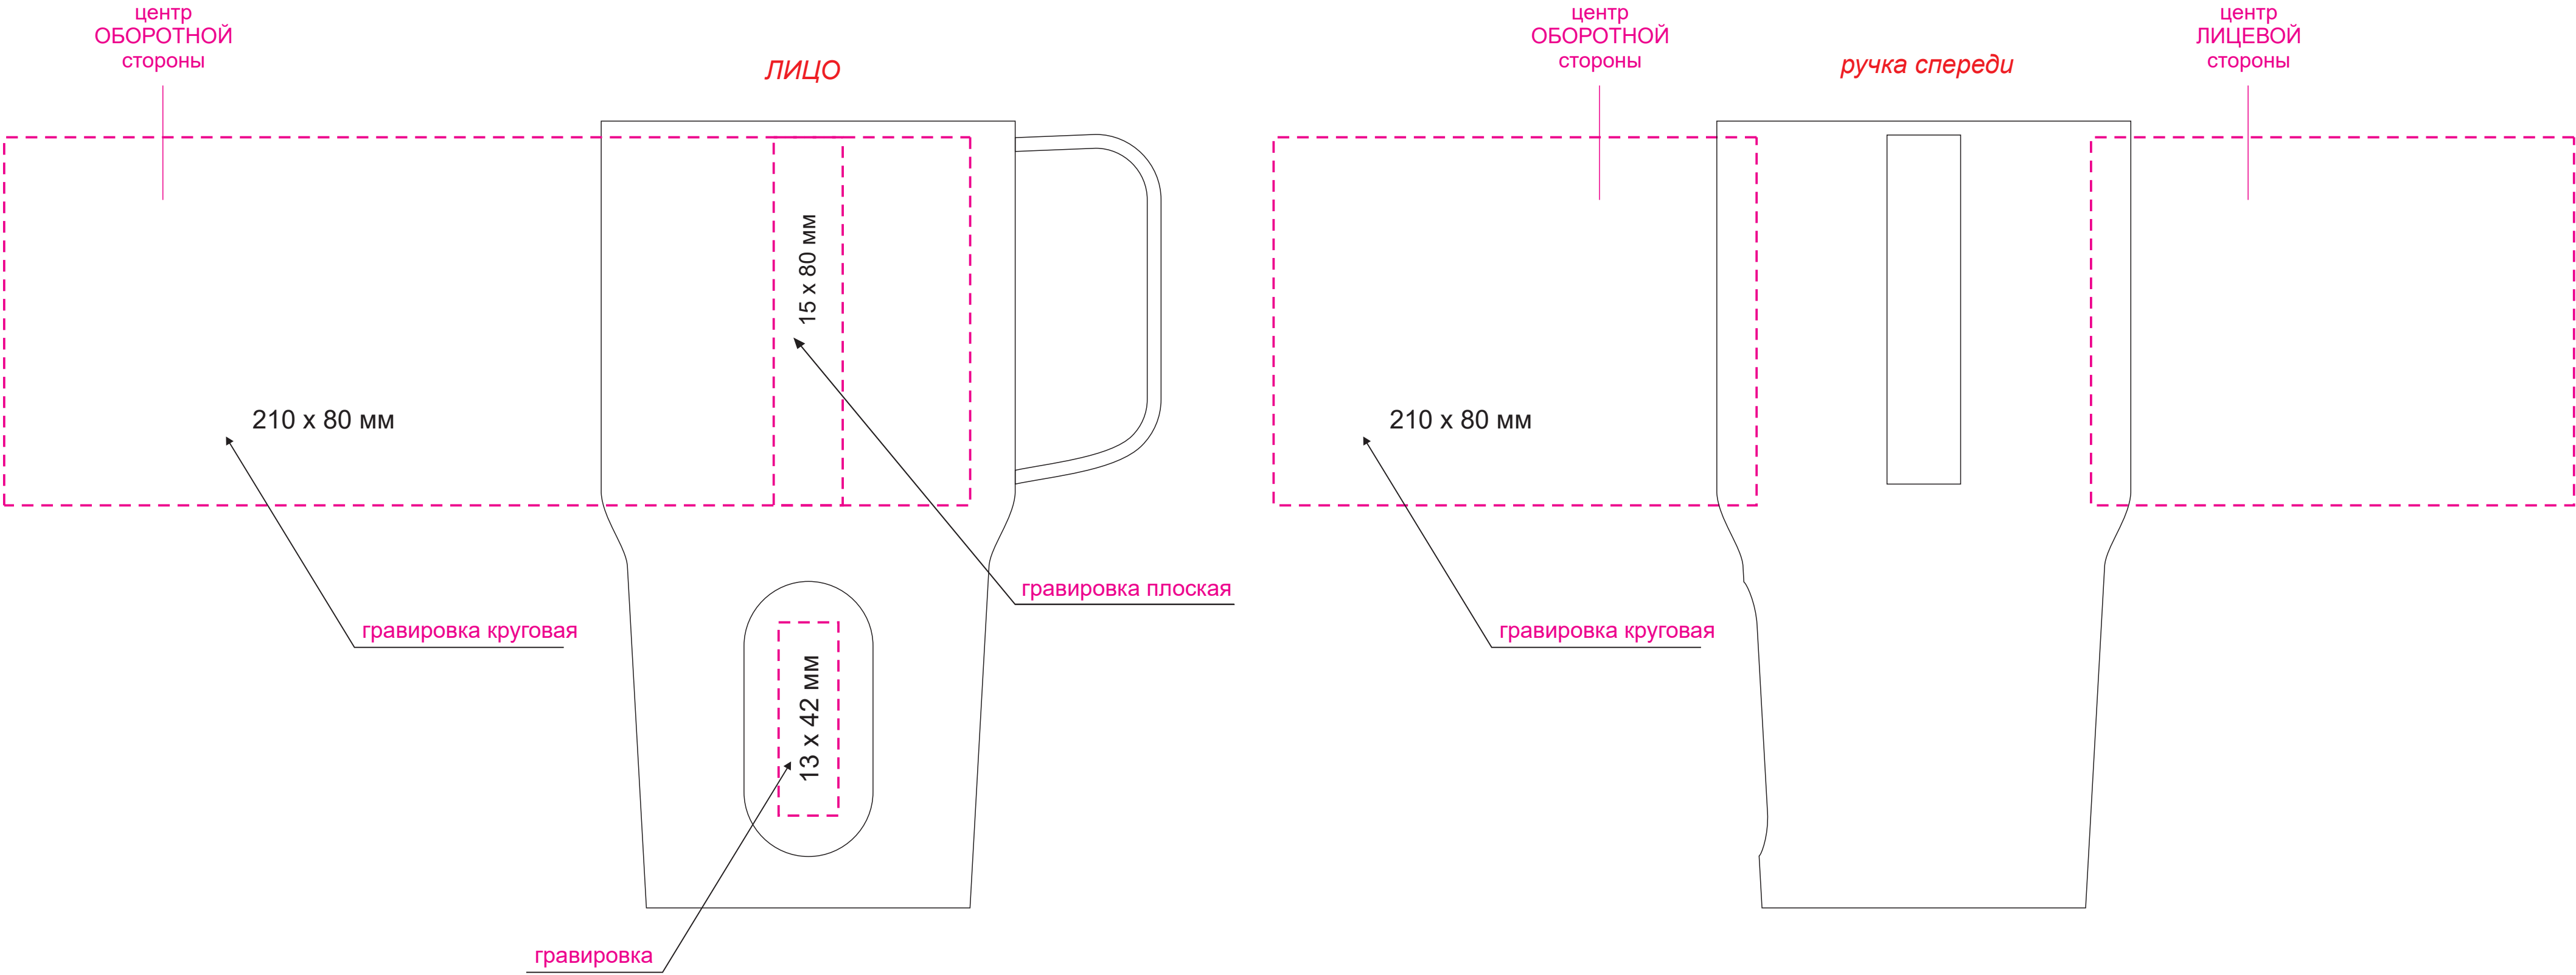 центр
ОБОРОТНОЙ
стороны
ЛИЦО
центр
ОБОРОТНОЙ
стороны
ручка спереди
центр
ЛИЦЕВОЙ
стороны
15 х 80 мм
210 х 80 мм
210 х 80 мм
гравировка плоская
гравировка круговая
гравировка круговая
13 х 42 мм
гравировка